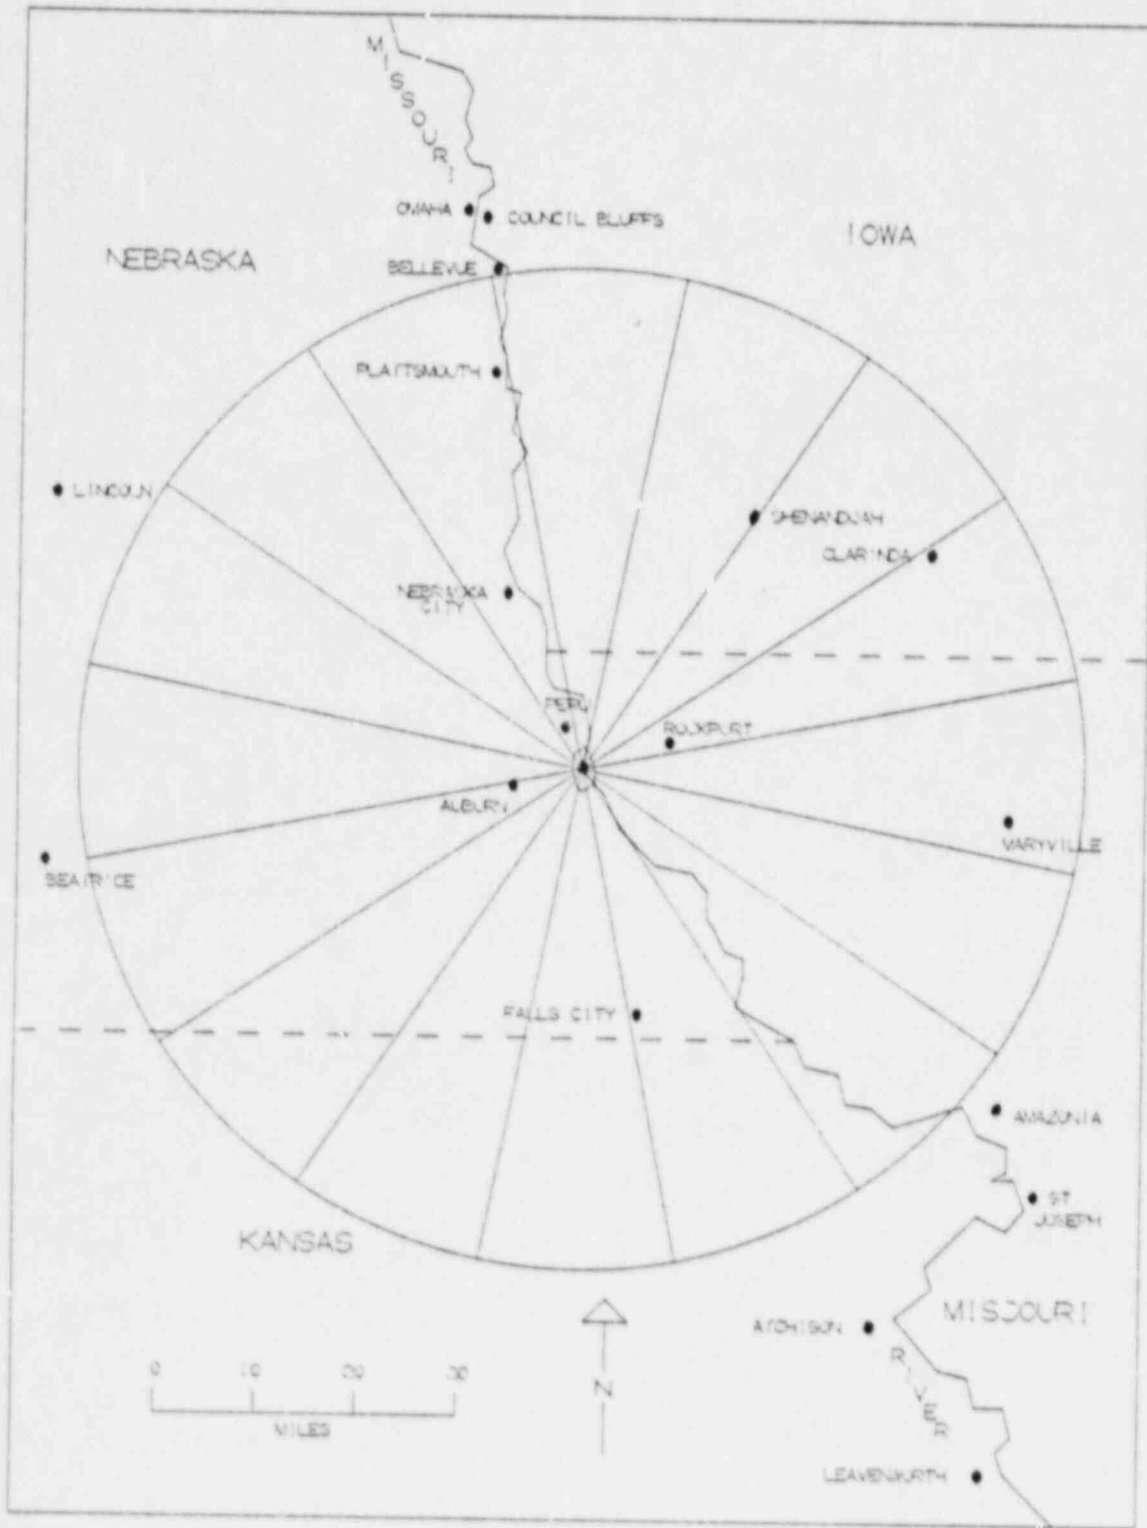 MISSOURI
OMAHA
COUNCIL BLUFFS
IOWA
NEBRASKA
BELLEVUE
PLATTSMOUTH
LINCOLN
SHENANDOAH
CLARINDA
NEBRASKA
CITY
PERU
ROCKPORT
AUBURN
MARYVILLE
BEATRICE
FALLS CITY
AMAZONIA
ST
JOSEPH
KANSAS
MISSOURI
ATCHISON
RIVER
0 10 20 30
MILES
N
LEAVENWORTH